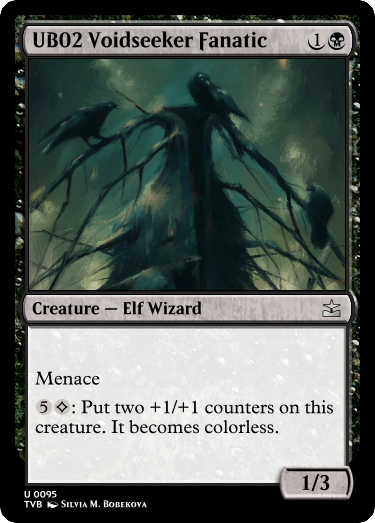 UB02 Voidseeker Fanatic 1
Creature — Elf Wizard
Menace
5 : Put two +1/+1 counters on this
creature. It becomes colorless.
1/3
U 0095
TVB Silvia M. Bobekova